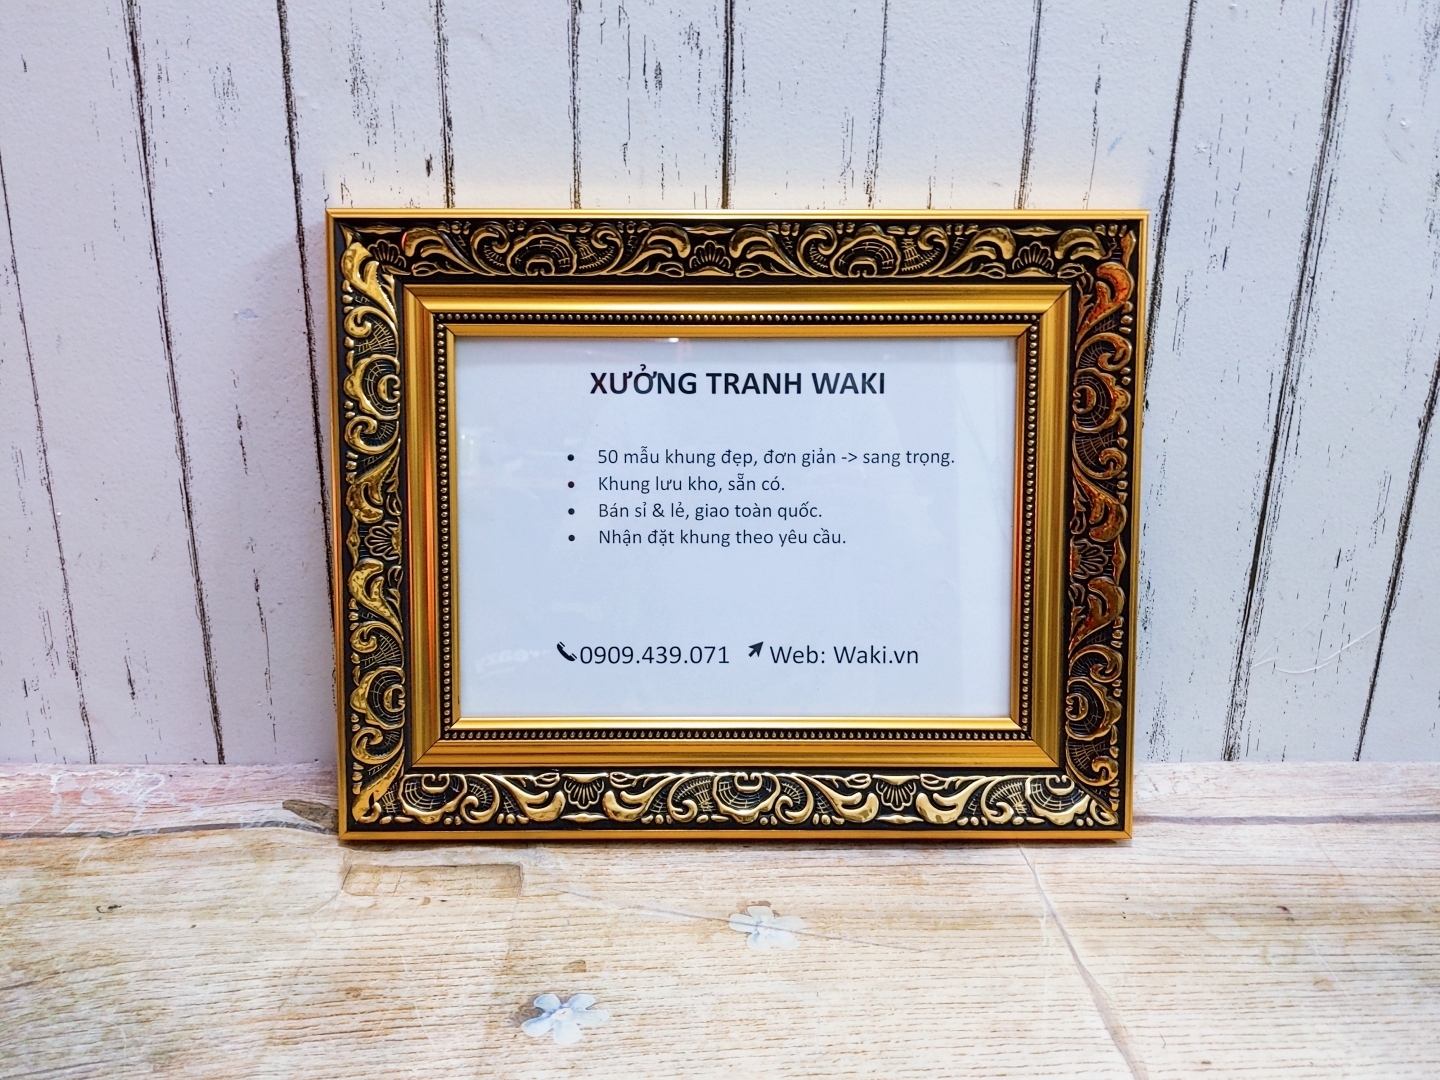 XƯỞNG TRANH WAKI
• 50 mẫu khung đẹp, đơn giản -> sang trọng.
• Khung lưu kho, sẵn có.
• Bán sỉ & lẻ, giao toàn quốc.
• Nhận đặt khung theo yêu cầu.
0909.439.071 Web: Waki.vn